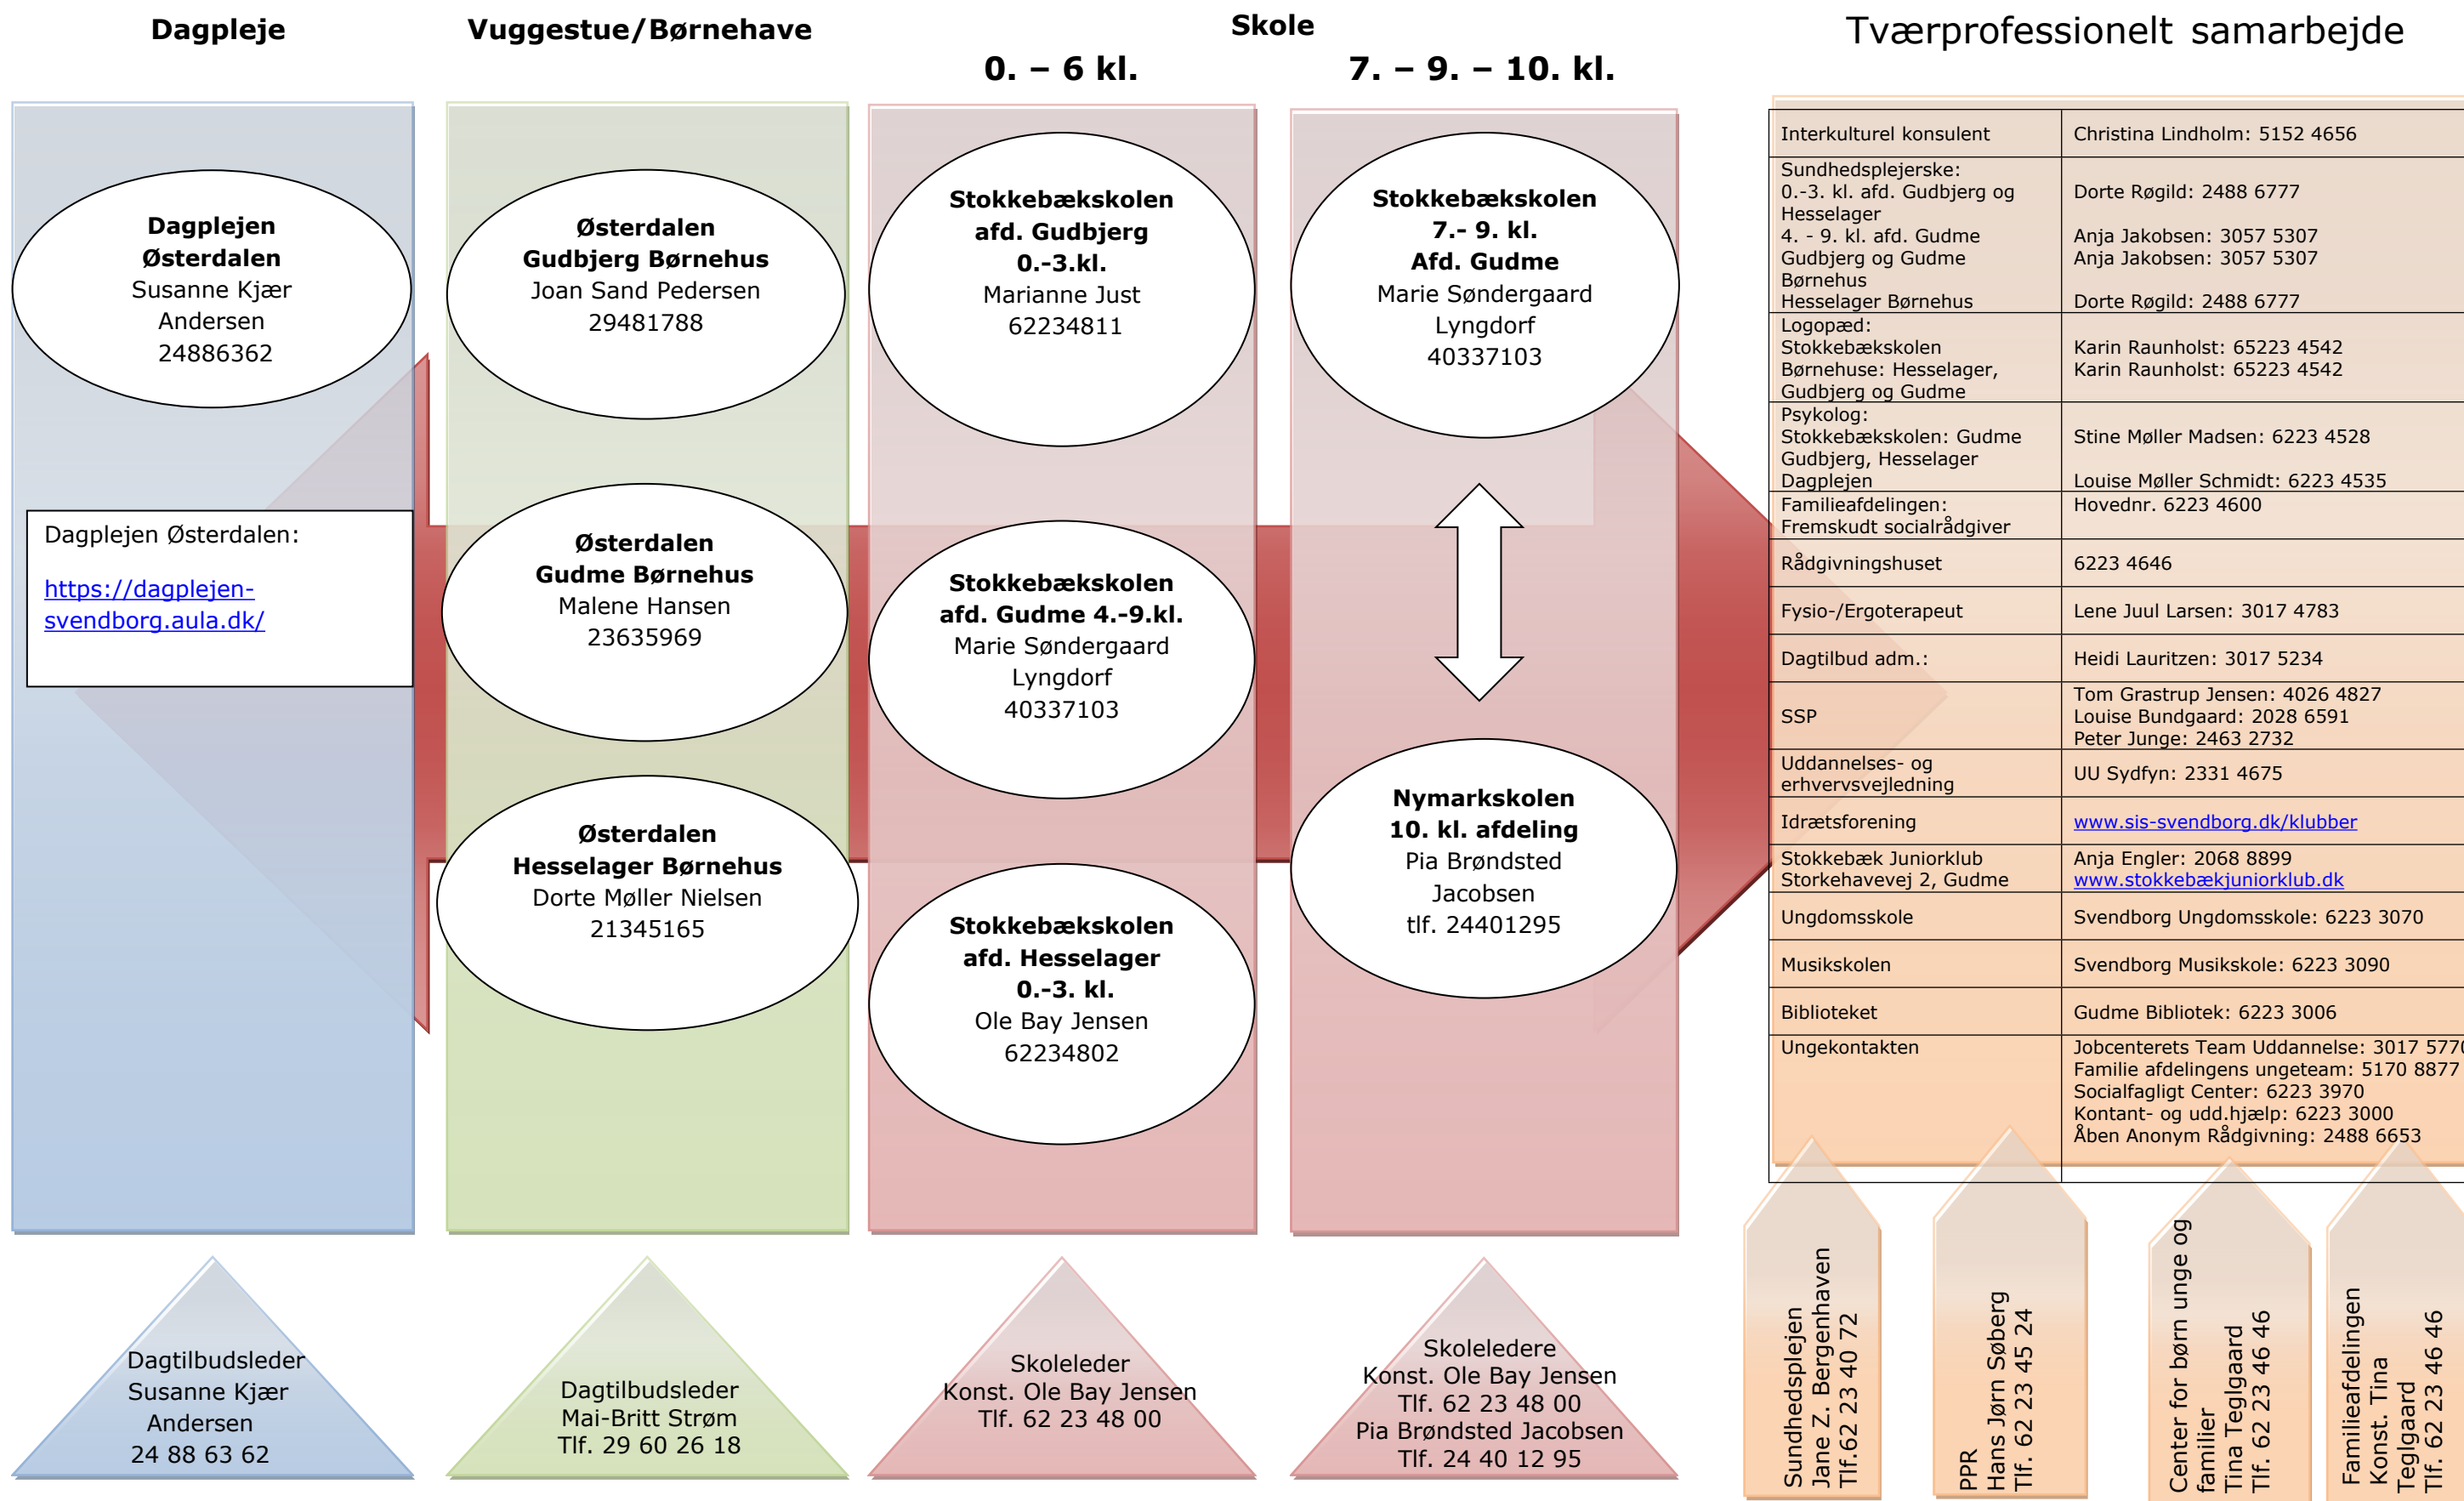 Dagpleje
Vuggestue/Børnehave
Skole
0. – 6 kl.
7. – 9. – 10. kl.
Tværprofessionelt samarbejde
Dagplejen
Østerdalen
Susanne Kjær
Andersen
24886362
Dagplejen Østerdalen:
https://dagplejen-
svendborg.aula.dk/
Østerdalen
Gudbjerg Børnehus
Joan Sand Pedersen
29481788
Østerdalen
Gudme Børnehus
Malene Hansen
23635969
Østerdalen
Hesselager Børnehus
Dorte Møller Nielsen
21345165
Stokkebækskolen
afd. Gudbjerg
0.-3.kl.
Marianne Just
62234811
Stokkebækskolen
afd. Gudme 4.-9.kl.
Marie Søndergaard
Lyngdorf
40337103
Stokkebækskolen
afd. Hesselager
0.-3. kl.
Ole Bay Jensen
62234802
Stokkebækskolen
7.- 9. kl.
Afd. Gudme
Marie Søndergaard
Lyngdorf
40337103
Nymarkskolen
10. kl. afdeling
Pia Brøndsted
Jacobsen
tlf. 24401295
Interkulturel konsulent Christina Lindholm: 5152 4656
Sundhedsplejerske:
0.-3. kl. afd. Gudbjerg og Dorte Røgild: 2488 6777
Hesselager
4. - 9. kl. afd. Gudme Anja Jakobsen: 3057 5307
Gudbjerg og Gudme Anja Jakobsen: 3057 5307
Børnehus
Hesselager Børnehus Dorte Røgild: 2488 6777
Logopæd:
Stokkebækskolen Karin Raunholst: 65223 4542
Børnehuse: Hesselager, Karin Raunholst: 65223 4542
Gudbjerg og Gudme
Psykolog:
Stokkebækskolen: Gudme Stine Møller Madsen: 6223 4528
Gudbjerg, Hesselager
Dagplejen Louise Møller Schmidt: 6223 4535
Familieafdelingen: Hovednr. 6223 4600
Fremskudt socialrådgiver
Rådgivningshuset 6223 4646
Fysio-/Ergoterapeut Lene Juul Larsen: 3017 4783
Dagtilbud adm.: Heidi Lauritzen: 3017 5234
SSP
Tom Grastrup Jensen: 4026 4827
Louise Bundgaard: 2028 6591
Peter Junge: 2463 2732
Uddannelses- og
erhvervsvejledning
UU Sydfyn: 2331 4675
Idrætsforening www.sis-svendborg.dk/klubber
Stokkebæk Juniorklub Anja Engler: 2068 8899
Storkehavevej 2, Gudme www.stokkebækjuniorklub.dk
Ungdomsskole Svendborg Ungdomsskole: 6223 3070
Musikskolen Svendborg Musikskole: 6223 3090
Biblioteket Gudme Bibliotek: 6223 3006
Ungekontakten Jobcenterets Team Uddannelse: 3017 5770
Familie afdelingens ungeteam: 5170 8877
Socialfagligt Center: 6223 3970
Kontant- og udd.hjælp: 6223 3000
Åben Anonym Rådgivning: 2488 6653
Dagtilbudsleder
Susanne Kjær
Andersen
24 88 63 62
Dagtilbudsleder
Mai-Britt Strøm
Tlf. 29 60 26 18
Skoleleder
Konst. Ole Bay Jensen
Tlf. 62 23 48 00
Skoleledere
Konst. Ole Bay Jensen
Tlf. 62 23 48 00
Pia Brøndsted Jacobsen
Tlf. 24 40 12 95
Sundhedsplejen
Jane Z. Bergenhaven
Tlf.62 23 40 72
PPR
Hans Jørn Søberg
Tlf. 62 23 45 24
Center for børn unge og
familier
Tina Teglgaard
Tlf. 62 23 46 46
Familieafdelingen
Konst. Tina
Teglgaard
Tlf. 62 23 46 46